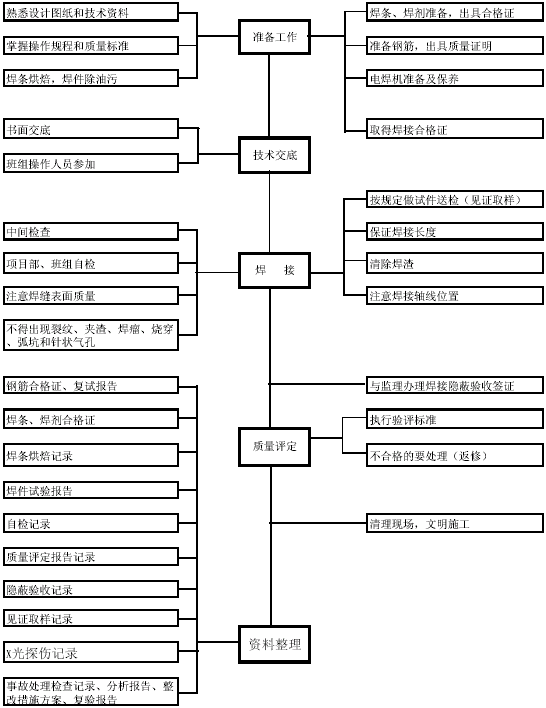 熟悉设计图纸和技术资料
掌握操作规程和质量标准
焊条烘焙，焊件除油污
准备工作
焊条、焊剂准备，出具合格证
准备钢筋，出具质量证明
电焊机准备及保养
取得焊接合格证
书面交底
班组操作人员参加
技术交底
中间检查
项目部、班组自检
注意焊缝表面质量
不得出现裂纹、夹渣、焊瘤、烧穿
、弧坑和针状气孔
焊 接
按规定做试件送检（见证取样）
保证焊接长度
清除焊渣
注意焊接轴线位置
与监理办理焊接隐蔽验收签证
质量评定
执行验评标准
不合格的要处理（返修）
清理现场，文明施工
钢筋合格证、复试报告
焊条、焊剂合格证
焊条烘焙记录
焊件试验报告
自检记录
质量评定报告记录
隐蔽验收记录
见证取样记录
X光探伤记录
事故处理检查记录、分析报告、整
改措施方案、复验报告
资料整理